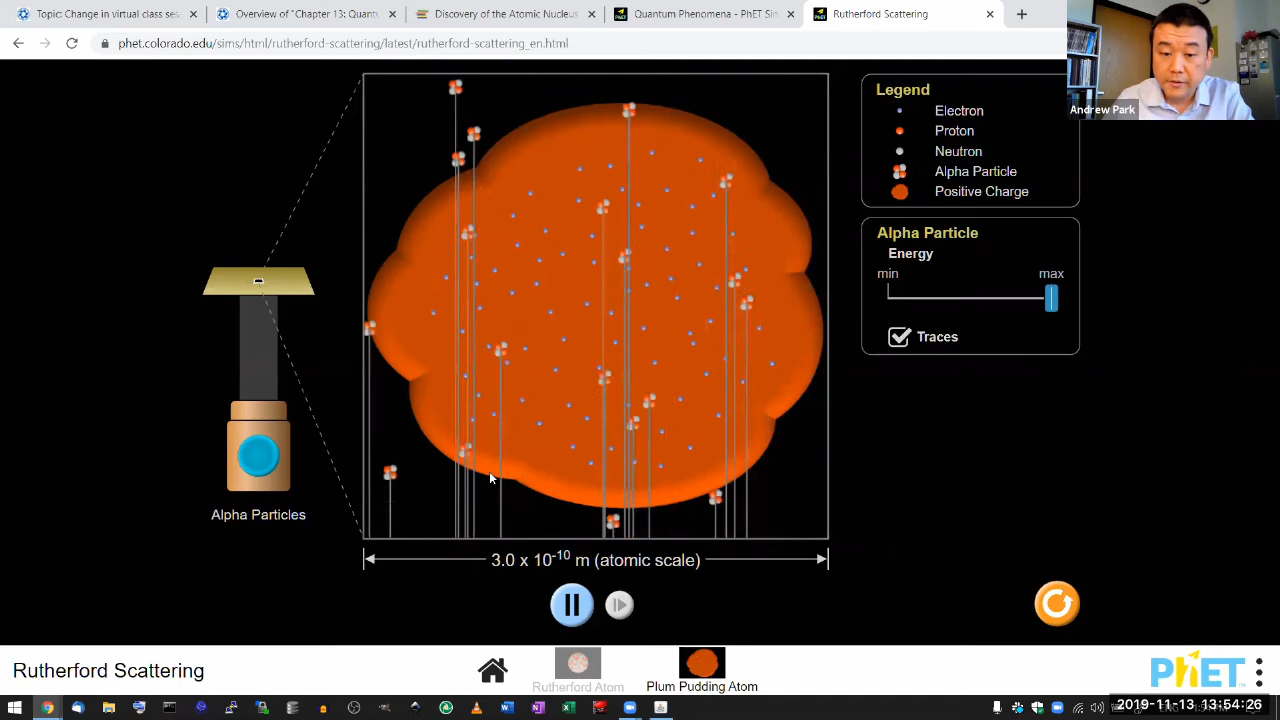 Topic: Change in virtual class ses
Overview of "Chapter 13: Quantu
Discovery of the Atomic Nucleus
Quantum Phenomena - PhET Sim
Rutherford Scattering
phet.colorado.edu/sims/html/rutherford-scattering/latest/rutherford-scattering_en.html
Andrew Park
Legend
Electron
Proton
Neutron
Alpha Particle
Positive Charge
Alpha Particle
Energy
min max
Traces
Alpha Particles
3.0 x 10-10 m (atomic scale)
Rutherford Scattering
Rutherford Atom
Plum Pudding Atom
PhET
2019-11-13 13:54:26